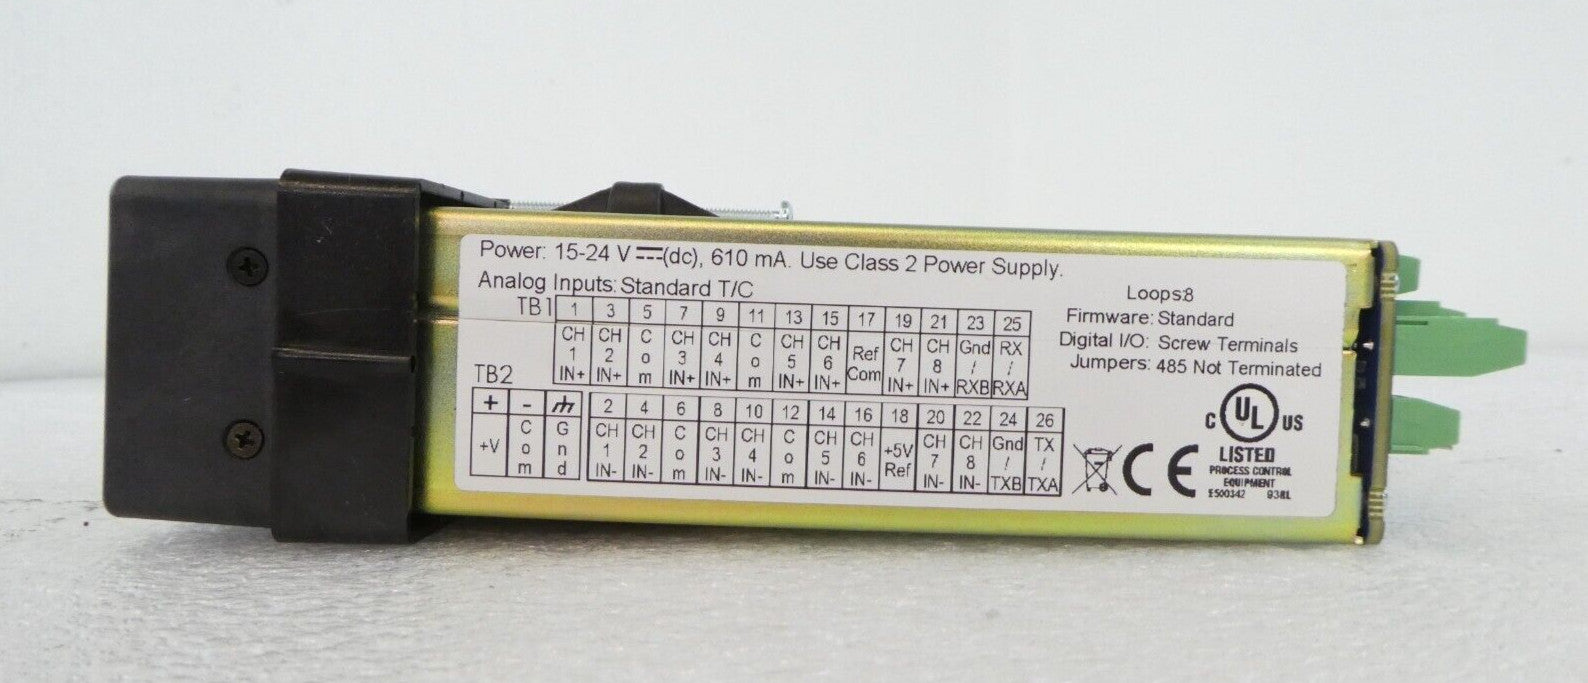 Power: 15-24 V (dc), 610 mA. Use Class 2 Power Supply.
Analog Inputs: Standard T/C
Loops:8
Firmware: Standard
Digital I/O: Screw Terminals
Jumpers: 485 Not Terminated
TB1 1 3 5 7 9 11 13 15 17 19 21 23 25
CH CH C CH CH C CH CH Ref CH CH Gnd RX
1 2 o 3 4 o 5 6 Com 7 8 / /
IN+ IN+ m IN+ IN+ m IN+ IN+ IN+ IN+ RXB RXA
TB2
+ - 2 4 6 8 10 12 14 16 18 20 22 24 26
+V C G CH CH C CH CH C CH CH +5V CH CH Gnd TX
o n 1 2 o 3 4 o 5 6 Ref 7 8 / /
m d IN- IN- m IN- IN- m IN- IN- IN- IN- TXB TXA
CE
C UL US
LISTED
PROCESS CONTROL
EQUIPMENT
E500342 938L